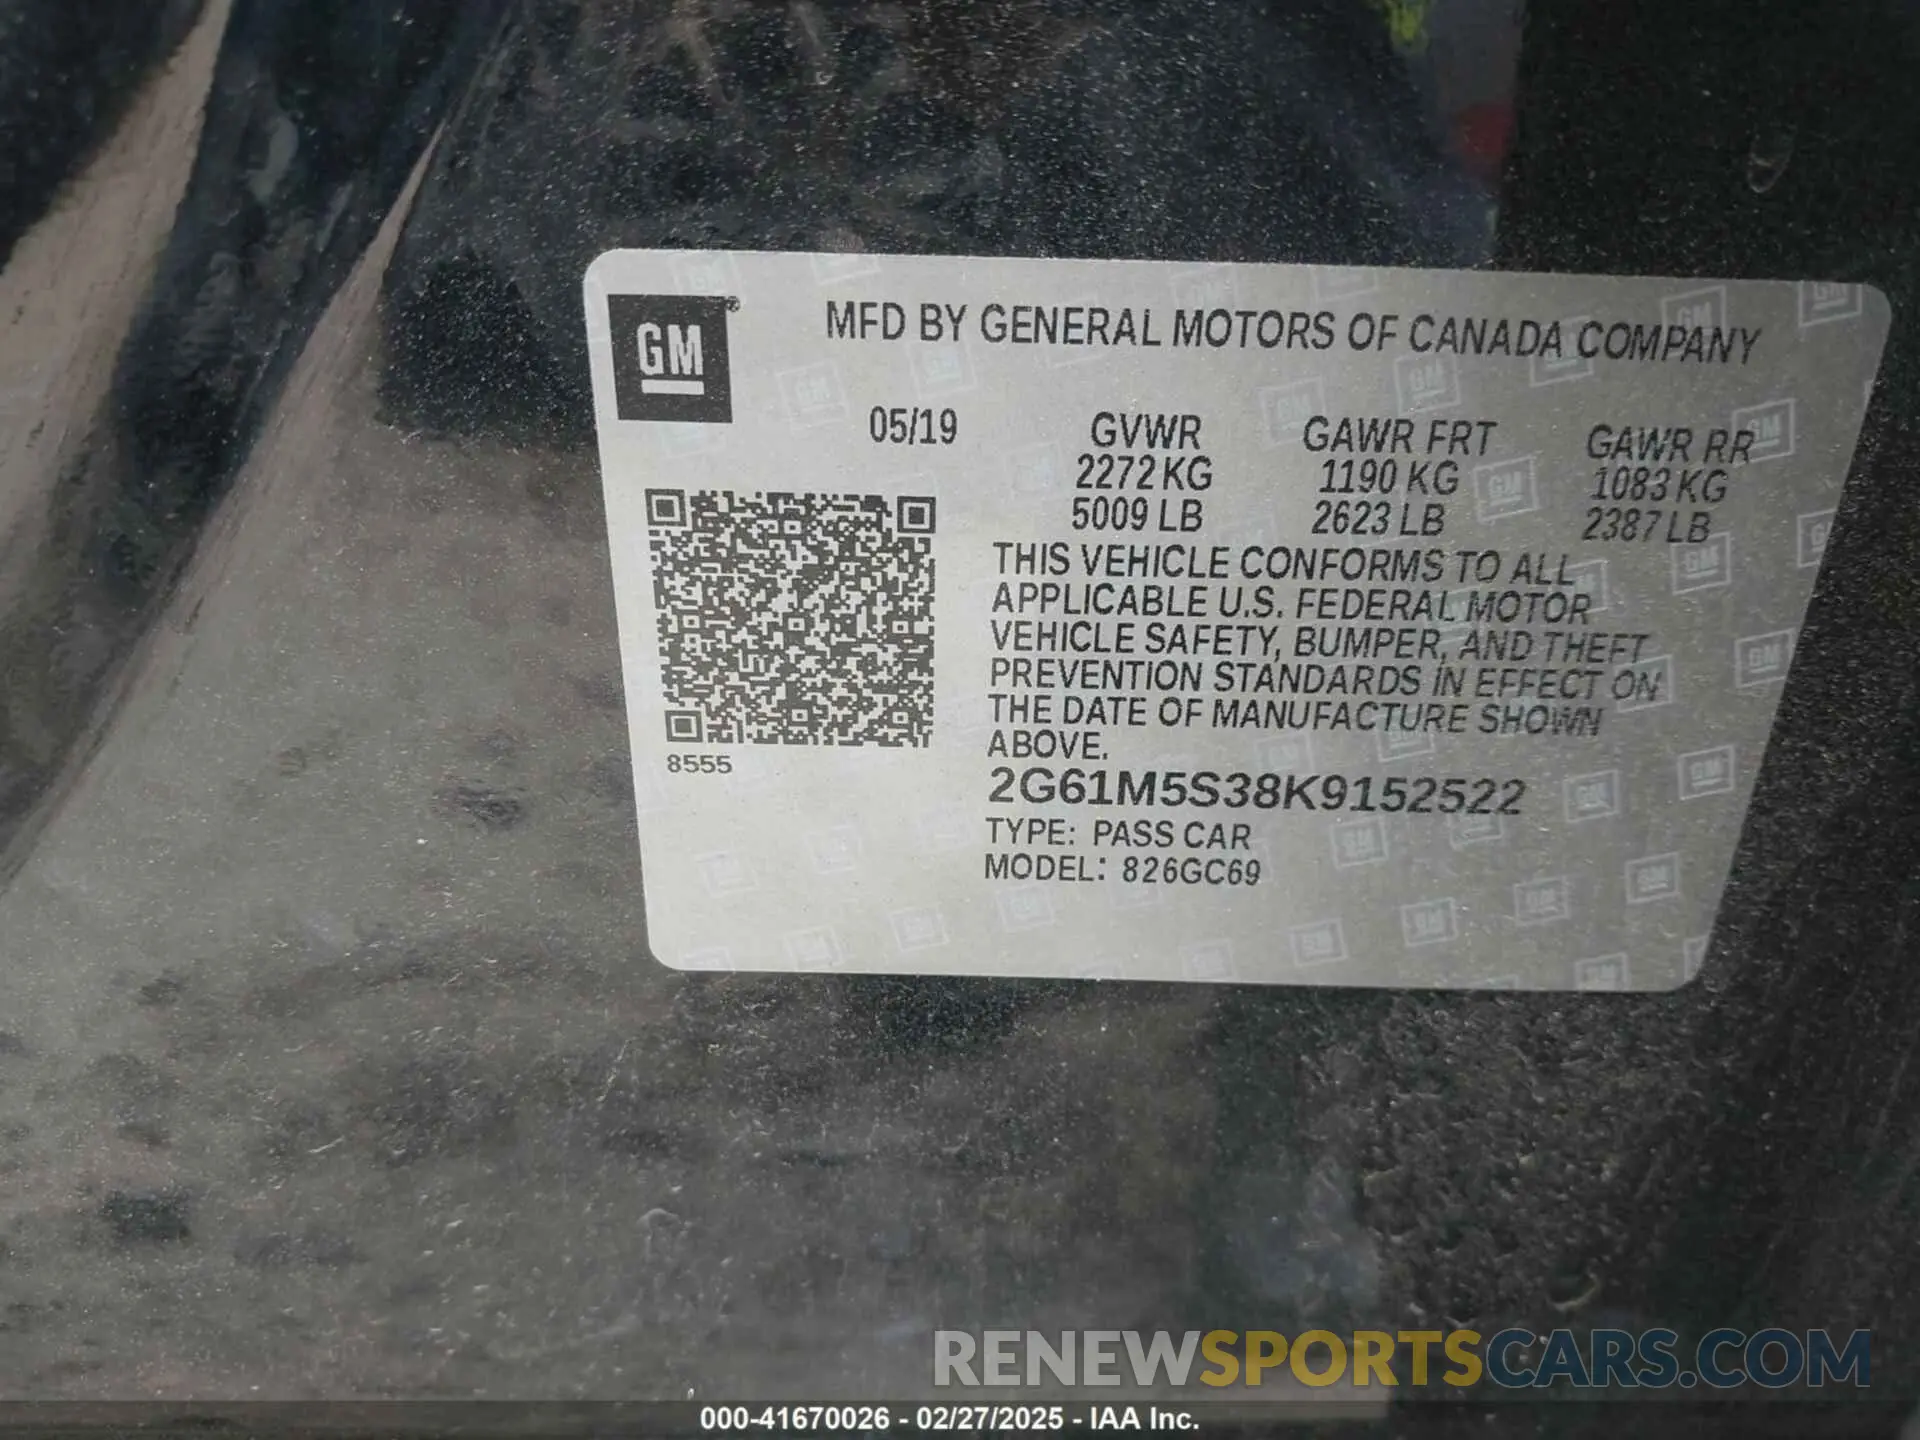 GM®
MFD BY GENERAL MOTORS OF CANADA COMPANY
05/19 GVWR GAWR FRT GAWR RR
2272 KG 1190 KG 1083 KG
5009 LB 2623 LB 2387 LB
THIS VEHICLE CONFORMS TO ALL
APPLICABLE U.S. FEDERAL MOTOR
VEHICLE SAFETY, BUMPER, AND THEFT
PREVENTION STANDARDS IN EFFECT ON
THE DATE OF MANUFACTURE SHOWN
ABOVE.
8555
2G61M5S38K9152522
TYPE: PASS CAR
MODEL: 826GC69
RENEWSPORTSCARS.COM
000-41670026 - 02/27/2025 - IAA Inc.